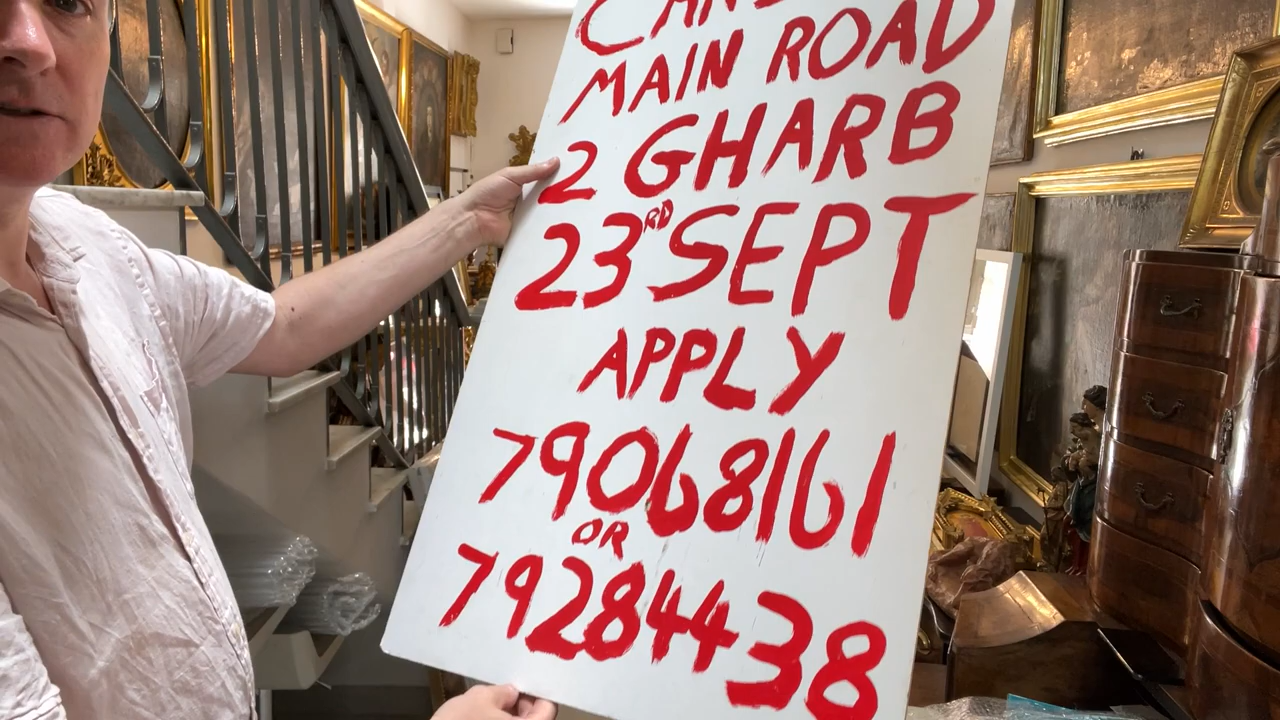 MAIN ROAD
2 GHARB
23RD SEPT
APPLY
79068161
OR
79284438